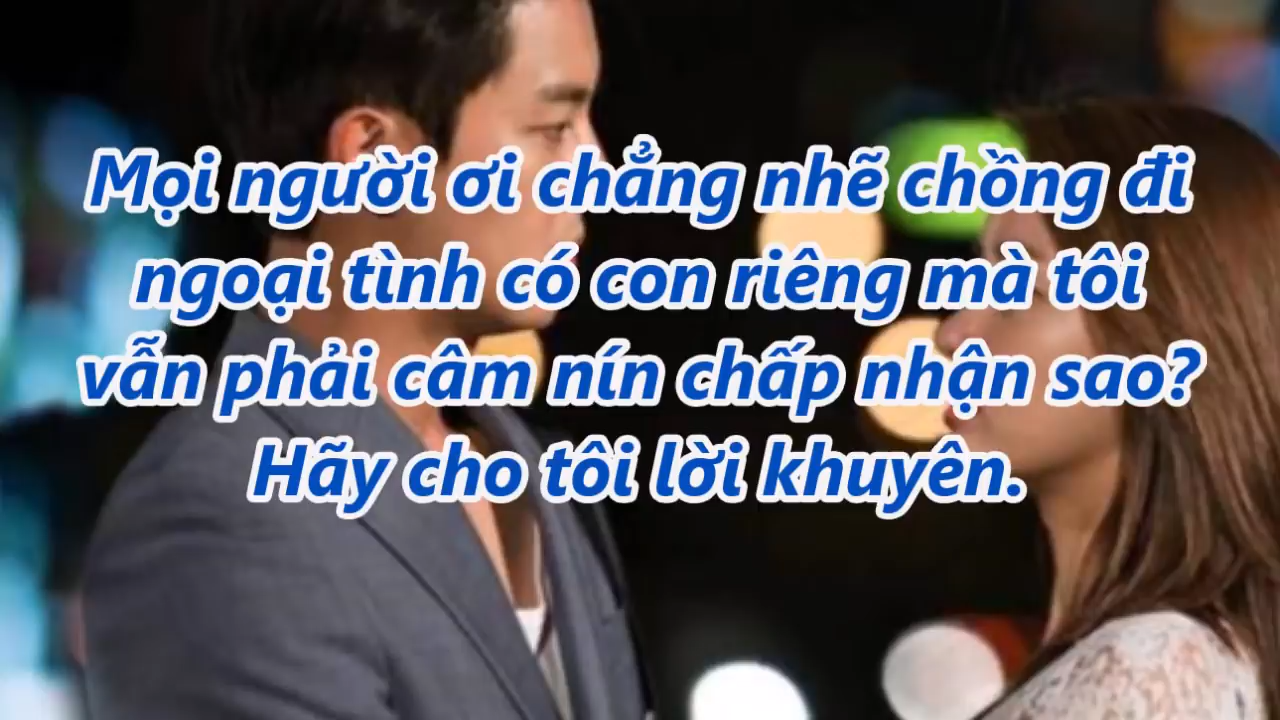 Mọi người ơi chẳng nhẽ chồng đi
ngoại tình có con riêng mà tôi
vẫn phải câm nín chấp nhận sao?
Hãy cho tôi lời khuyên.